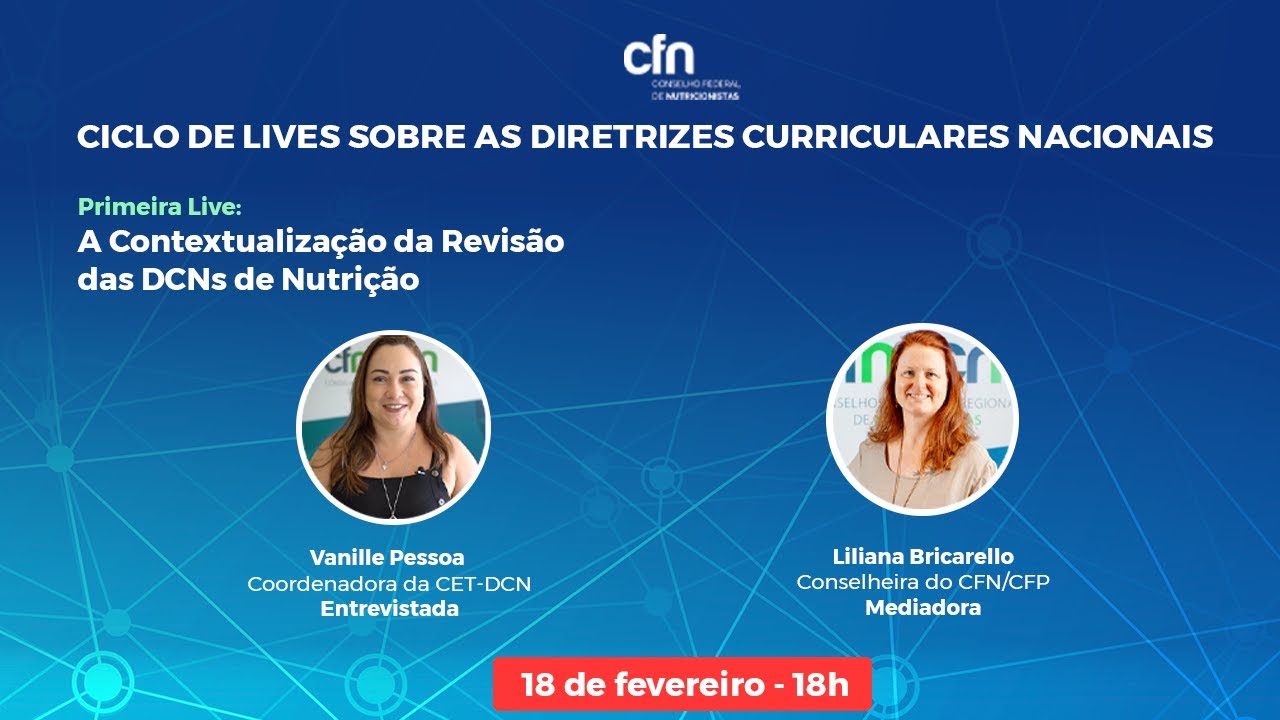 cfn
CONSELHO FEDERAL
DE NUTRICIONISTAS
CICLO DE LIVES SOBRE AS DIRETRIZES CURRICULARES NACIONAIS
Primeira Live:
A Contextualização da Revisão
das DCNs de Nutrição
Vanille Pessoa
Coordenadora da CET-DCN
Entrevistada
Liliana Bricarello
Conselheira do CFN/CFP
Mediadora
18 de fevereiro - 18h